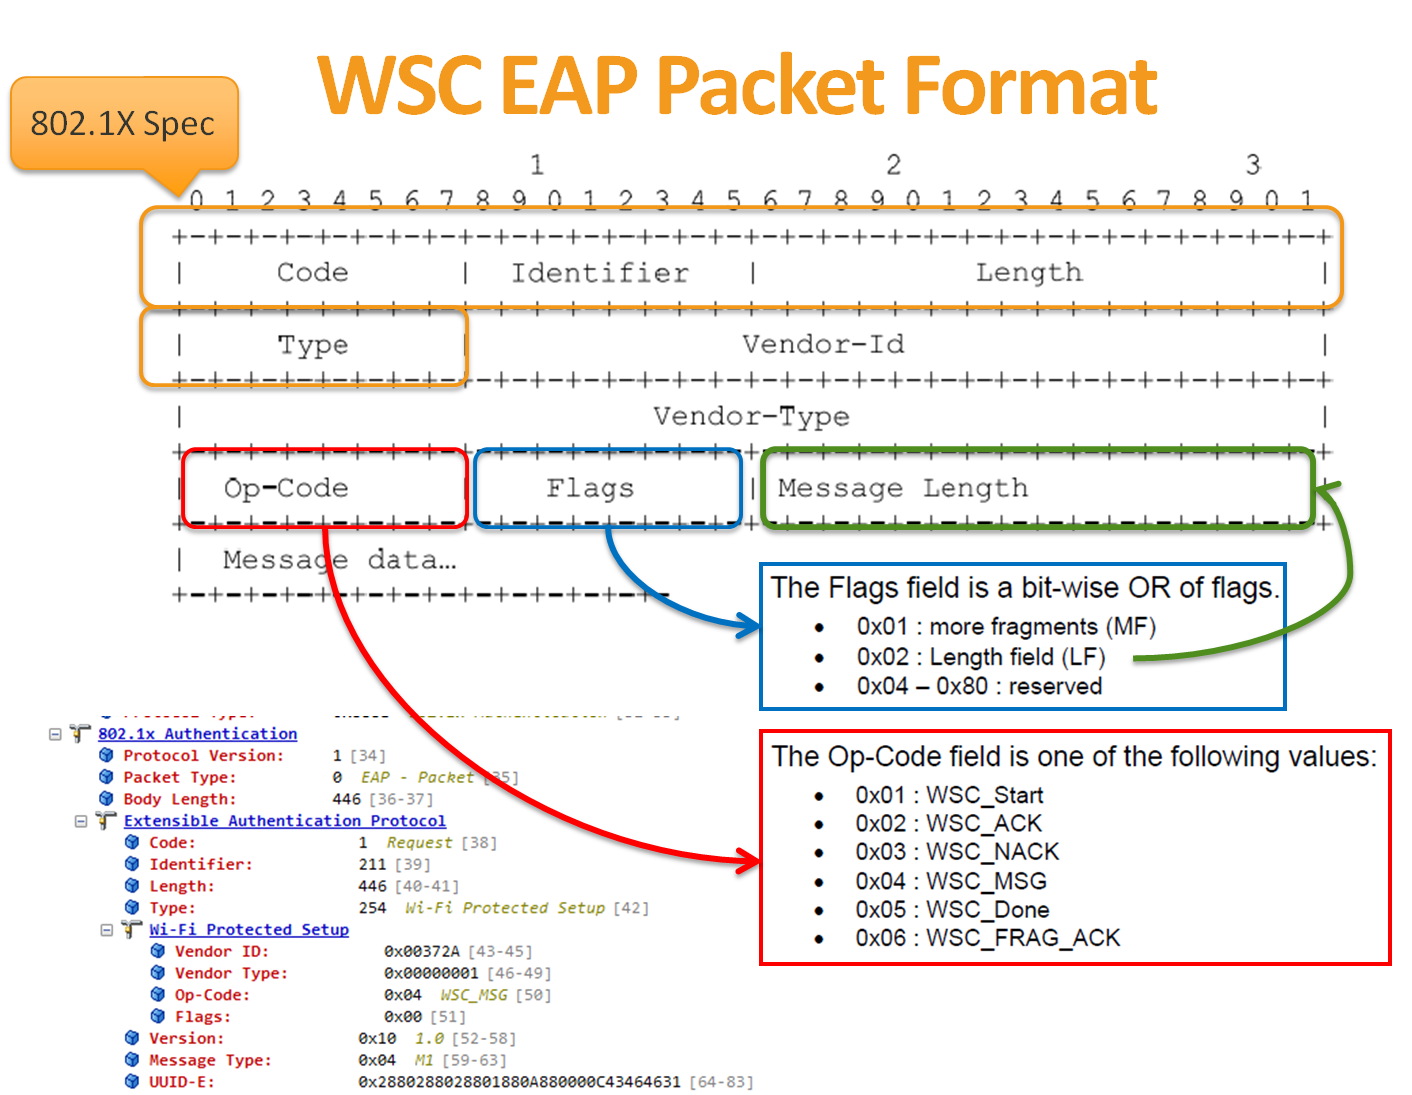 WSC EAP Packet Format
802.1X Spec
1 2 3
0 1 2 3 4 5 6 7 8 9 0 1 2 3 4 5 6 7 8 9 0 1 2 3 4 5 6 7 8 9 0 1
+-+-+-+-+-+-+-+-+-+-+-+-+-+-+-+-+-+-+-+-+-+-+-+-+-+-+-+-+-+-+-+-+
| Code | Identifier | Length |
+-+-+-+-+-+-+-+-+-+-+-+-+-+-+-+-+-+-+-+-+-+-+-+-+-+-+-+-+-+-+-+-+
| Type | Vendor-Id |
+-+-+-+-+-+-+-+-+-+-+-+-+-+-+-+-+-+-+-+-+-+-+-+-+-+-+-+-+-+-+-+-+
| Vendor-Type |
+-+-+-+-+-+-+-+-+-+-+-+-+-+-+-+-+-+-+-+-+-+-+-+-+-+-+-+-+-+-+-+-+
| Op-Code | Flags | Message Length |
+-+-+-+-+-+-+-+-+-+-+-+-+-+-+-+-+-+-+-+-+-+-+-+-+-+-+-+-+-+-+-+-+
| Message data…
+-+-+-+-+-+-+-+-+-+-+-+-+-+-
The Flags field is a bit-wise OR of flags.
• 0x01 : more fragments (MF)
• 0x02 : Length field (LF)
• 0x04 – 0x80 : reserved
The Op-Code field is one of the following values:
• 0x01 : WSC_Start
• 0x02 : WSC_ACK
• 0x03 : WSC_NACK
• 0x04 : WSC_MSG
• 0x05 : WSC_Done
• 0x06 : WSC_FRAG_ACK
802.1x Authentication
Protocol Version: 1 [34]
Packet Type: 0 EAP - Packet [35]
Body Length: 446 [36-37]
Extensible Authentication Protocol
Code: 1 Request [38]
Identifier: 211 [39]
Length: 446 [40-41]
Type: 254 Wi-Fi Protected Setup [42]
Wi-Fi Protected Setup
Vendor ID: 0x00372A [43-45]
Vendor Type: 0x00000001 [46-49]
Op-Code: 0x04 WSC_MSG [50]
Flags: 0x00 [51]
Version: 0x10 1.0 [52-58]
Message Type: 0x04 M1 [59-63]
UUID-E: 0x2880288028801880A880000C43464631 [64-83]